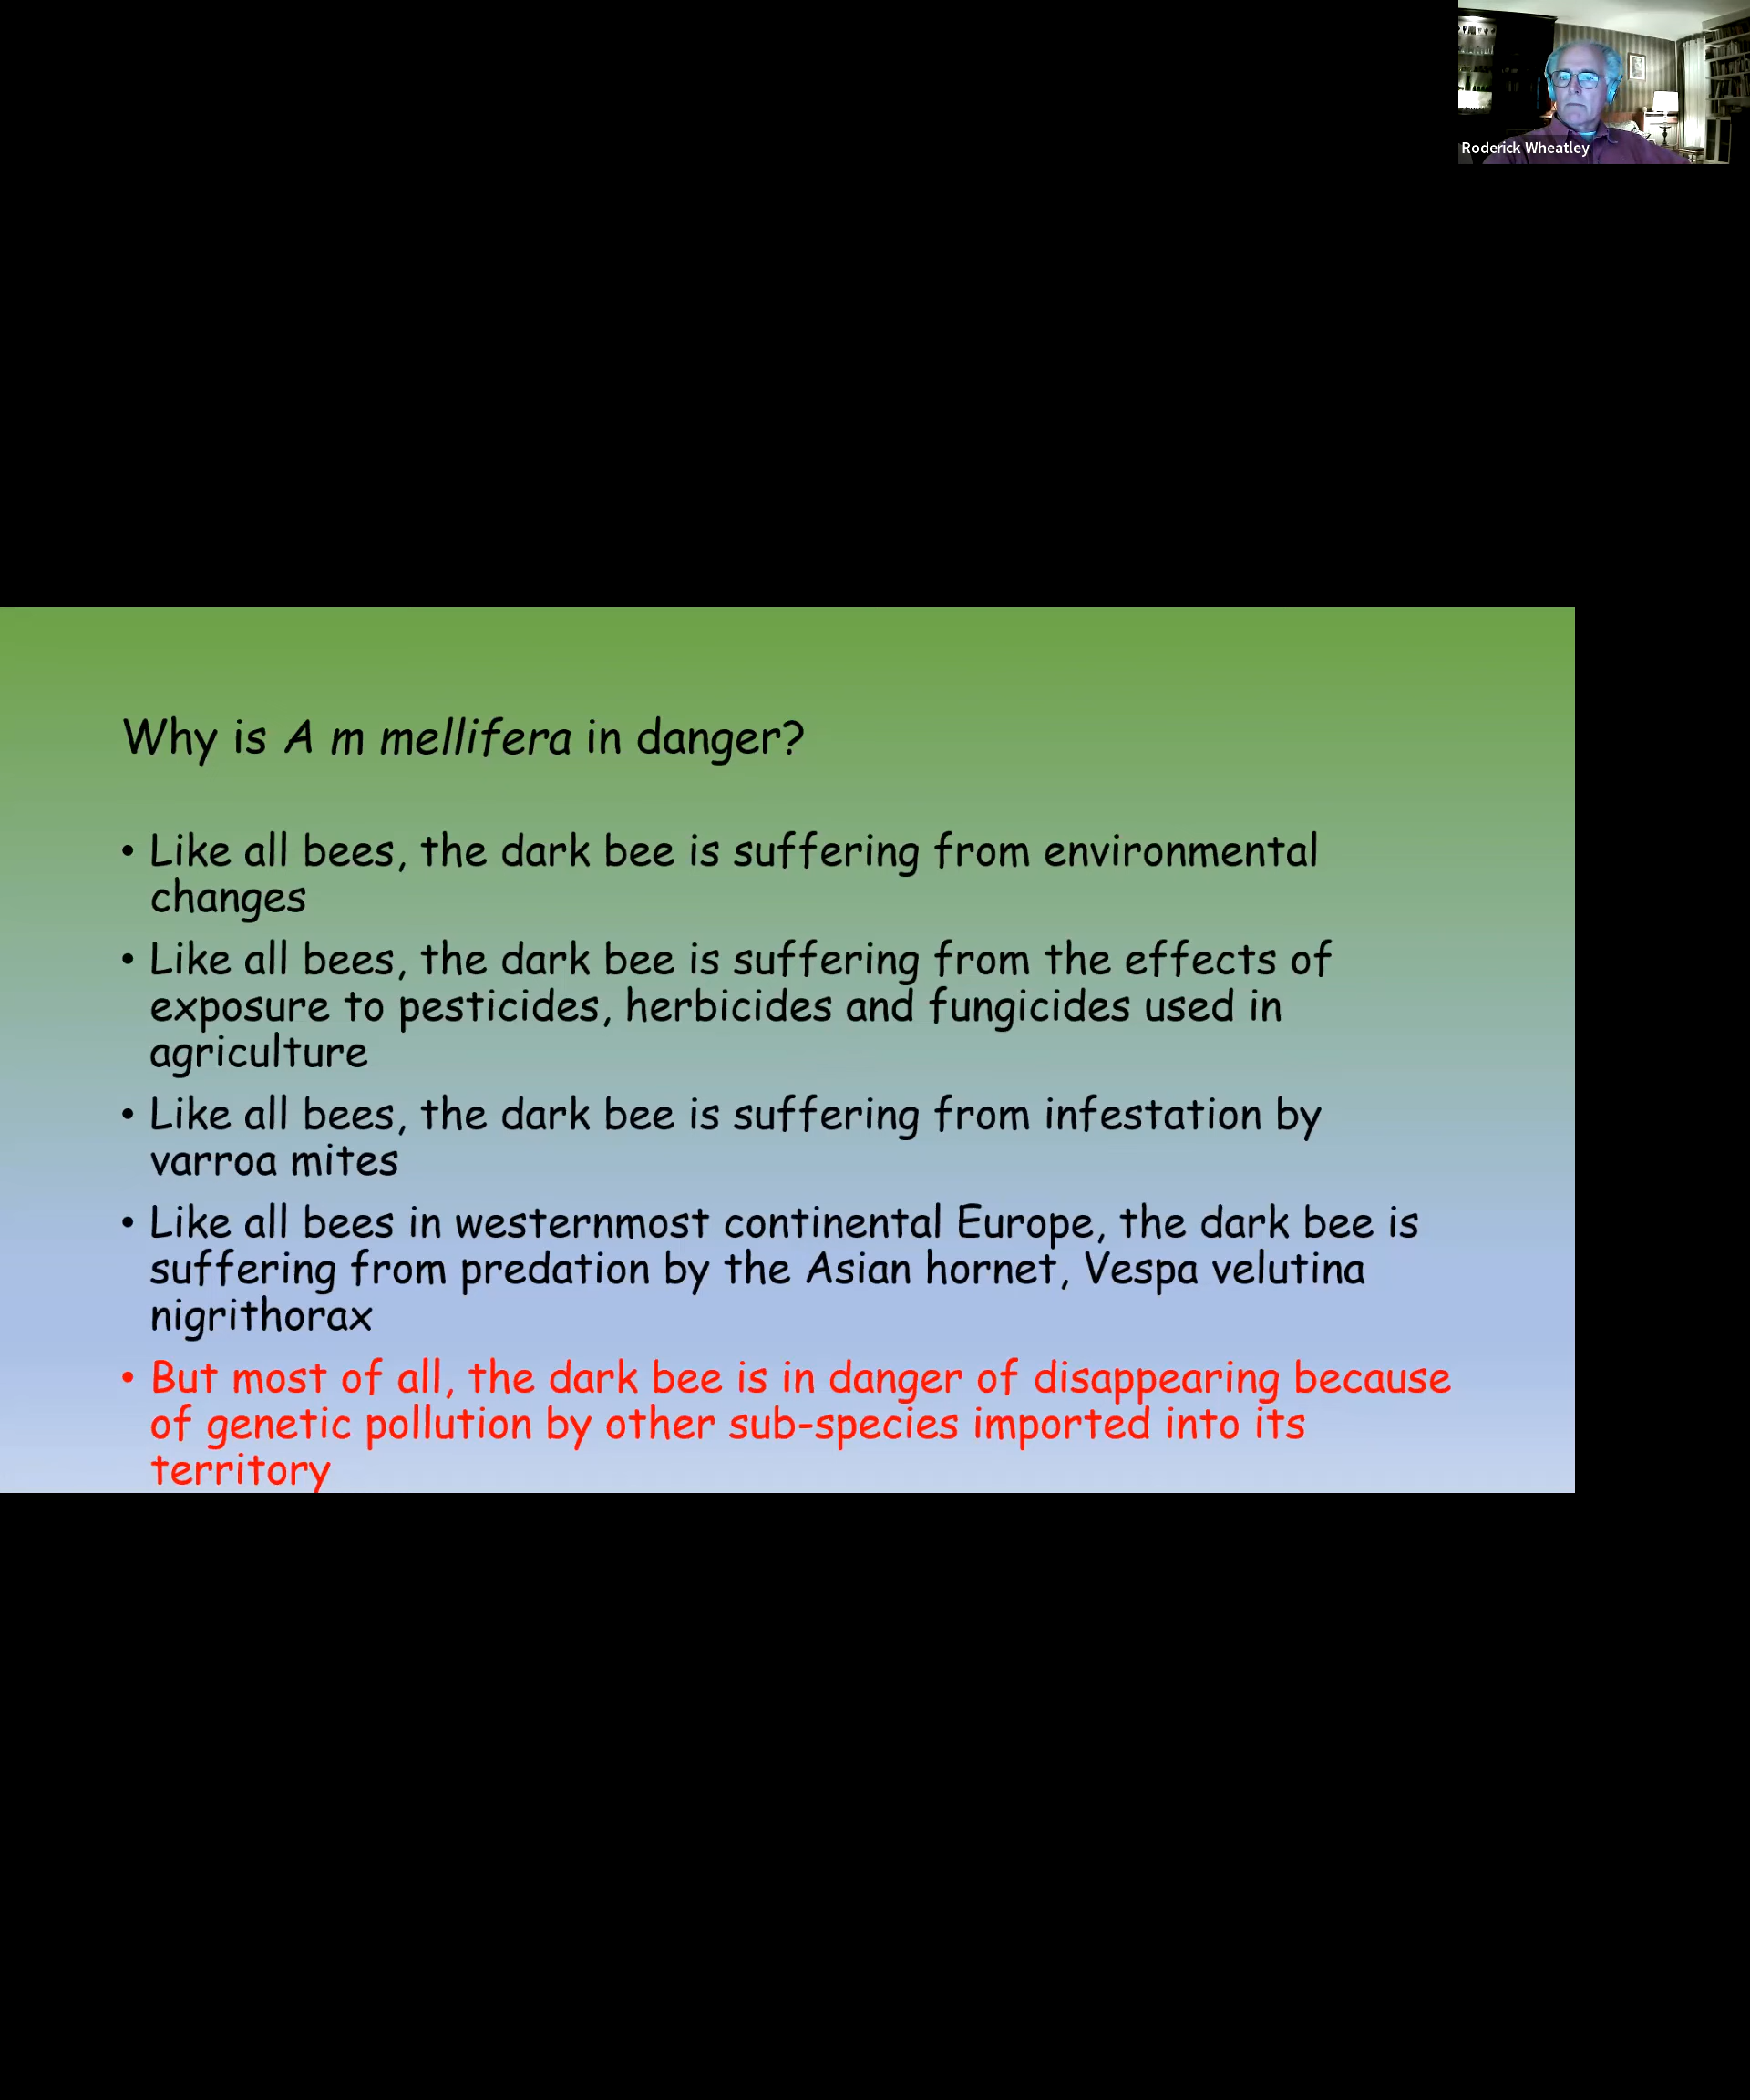 Roderick Wheatley
Why is A m mellifera in danger?
• Like all bees, the dark bee is suffering from environmental
changes
• Like all bees, the dark bee is suffering from the effects of
exposure to pesticides, herbicides and fungicides used in
agriculture
• Like all bees, the dark bee is suffering from infestation by
varroa mites
• Like all bees in westernmost continental Europe, the dark bee is
suffering from predation by the Asian hornet, Vespa velutina
nigrithorax
• But most of all, the dark bee is in danger of disappearing because
of genetic pollution by other sub-species imported into its
territory